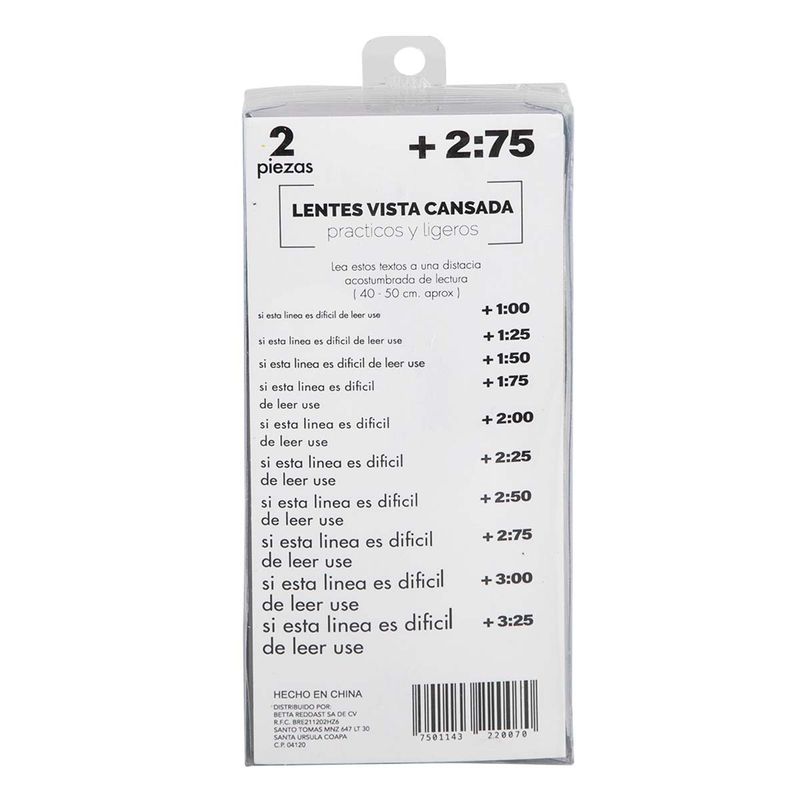 2
piezas
+ 2:75
LENTES VISTA CANSADA
practicos y ligeros
Lea estos textos a una distacia
acostumbrada de lectura
( 40 - 50 cm. aprox )
si esta linea es dificil de leer use + 1:00
si esta linea es dificil de leer use + 1:25
si esta linea es dificil de leer use + 1:50
si esta linea es dificil + 1:75
de leer use
si esta linea es dificil + 2:00
de leer use
si esta linea es dificil + 2:25
de leer use
si esta linea es dificil + 2:50
de leer use
si esta linea es dificil + 2:75
de leer use
si esta linea es dificil + 3:00
de leer use
si esta linea es dificil + 3:25
de leer use
HECHO EN CHINA
DISTRIBUIDO POR:
BETTA REDDAST SA DE CV
R.F.C. BRE211202HZ6
SANTO TOMAS MNZ 647 LT 30
SANTA URSULA COAPA
C.P. 04120
7501143 220070